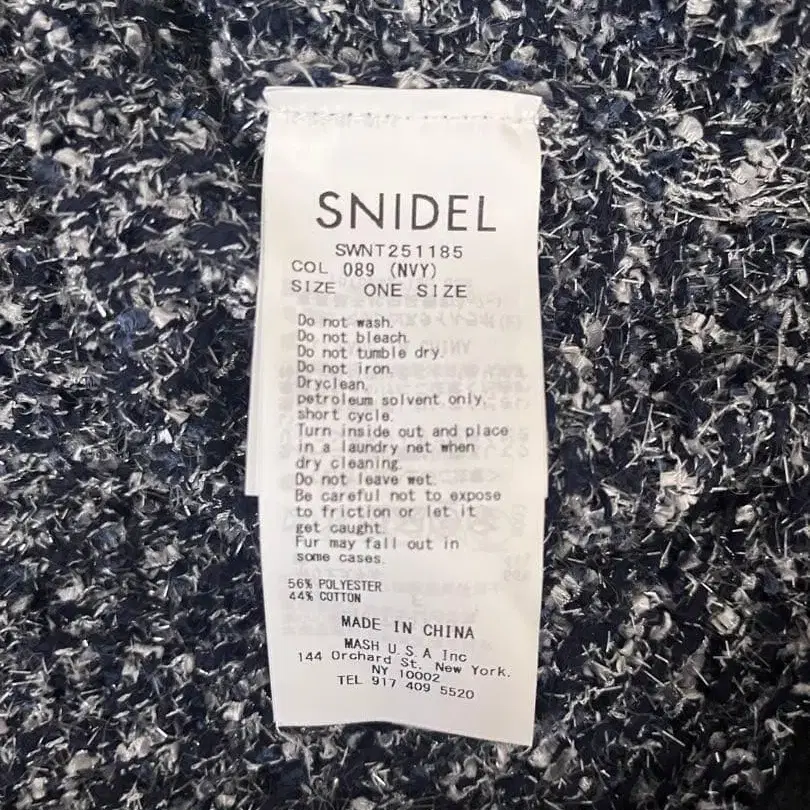 SNIDEL
SWNT251185
COL 089 (NVY)
SIZE ONE SIZE
Do not wash.
Do not bleach.
Do not tumble dry.
Do not iron.
Dryclean,
petroleum solvent only,
short cycle.
Turn inside out and place
in a laundry net when
dry cleaning.
Do not leave wet.
Be careful not to expose
to friction or let it
get caught.
Fur may fall out in
some cases.
56% POLYESTER
44% COTTON
MADE IN CHINA
MASH U.S.A Inc
144 Orchard St. New York.
NY 10002
TEL 917 409 5520